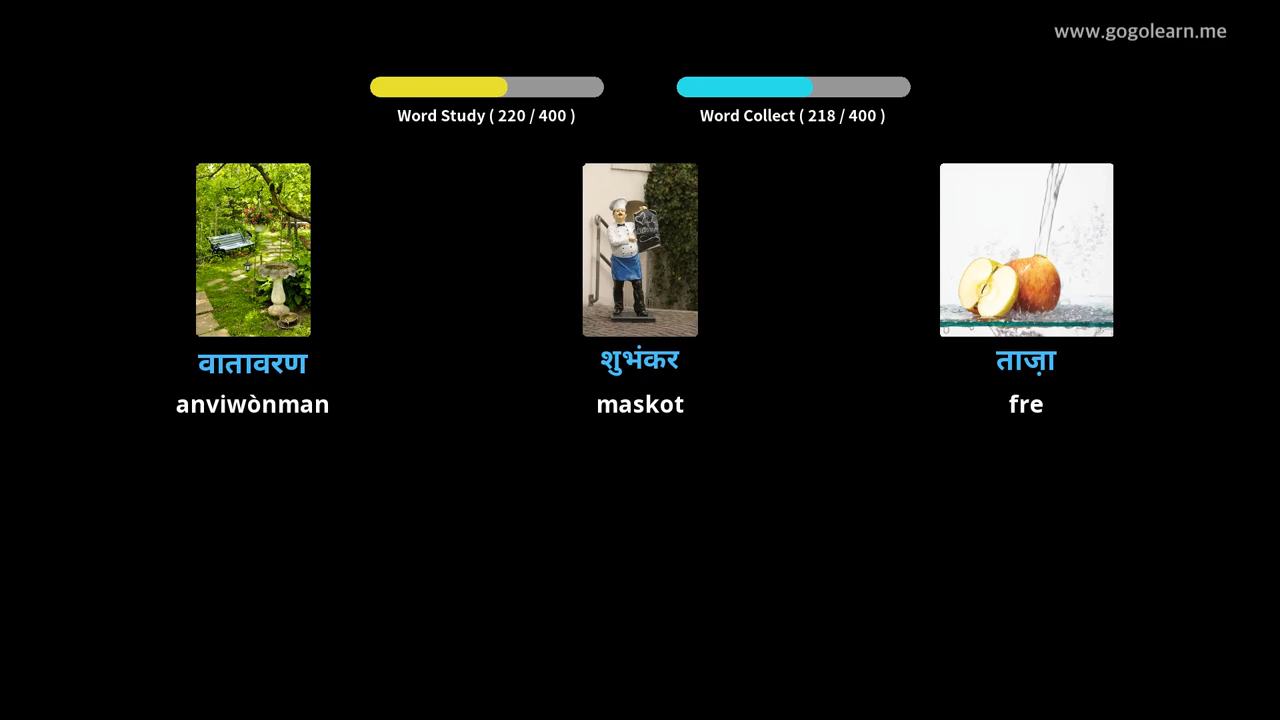 www.gogolearn.me
Word Study ( 220 / 400 )
Word Collect ( 218 / 400 )
वातावरण
शुभंकर
ताज़ा
anviwònman
maskot
fre